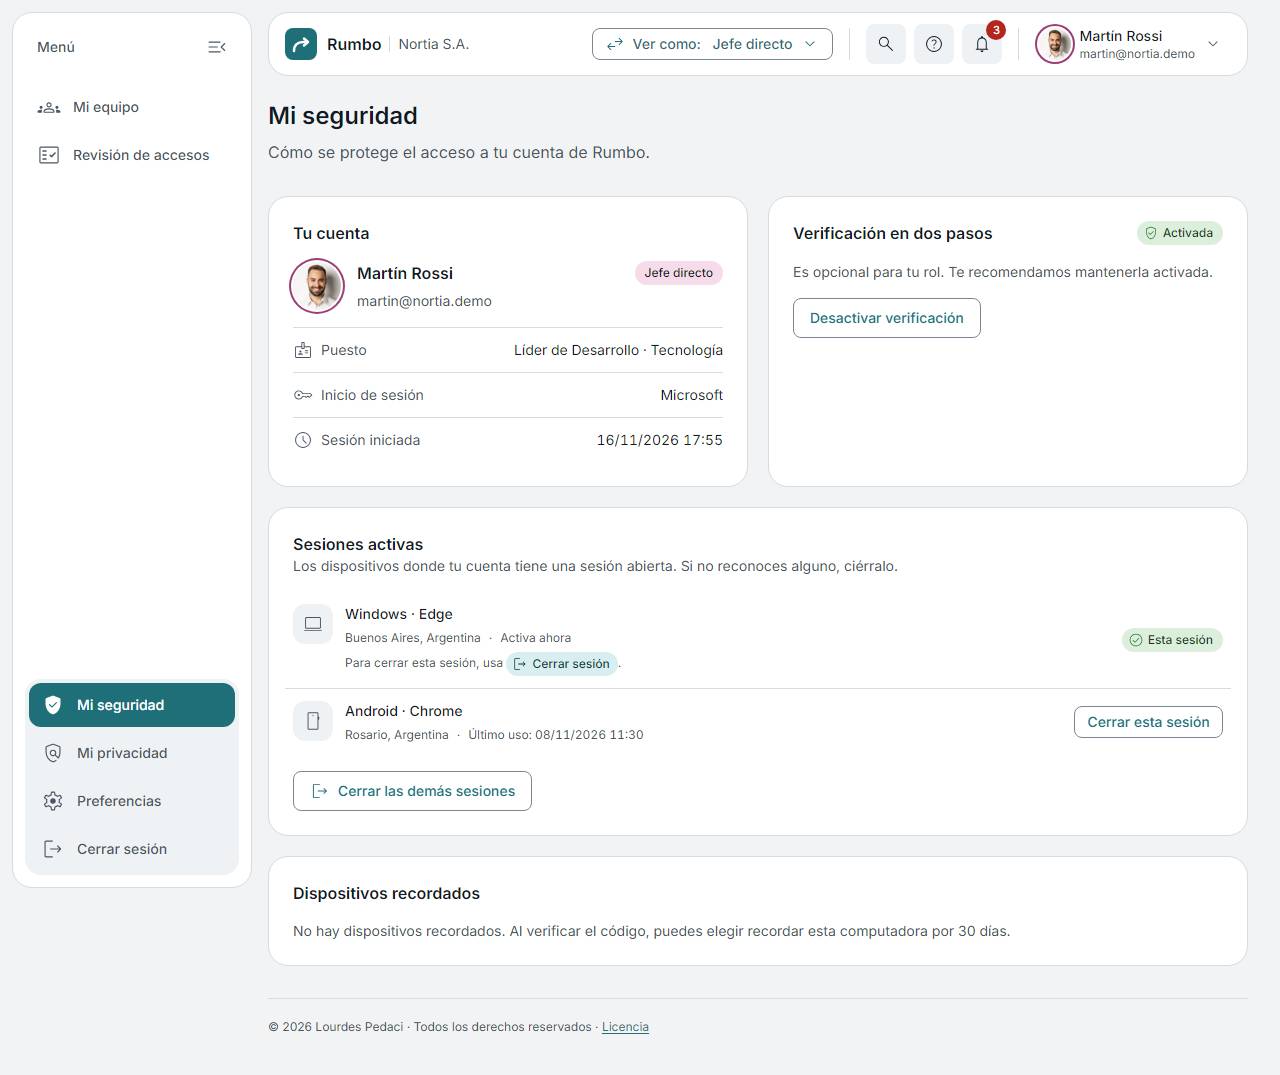 Menú
Mi equipo
Revisión de accesos
Mi seguridad
Mi privacidad
Preferencias
Cerrar sesión
Rumbo
Nortia S.A.
Ver como: Jefe directo
3
Martín Rossi
martin@nortia.demo
Mi seguridad
Cómo se protege el acceso a tu cuenta de Rumbo.
Tu cuenta
Martín Rossi
Jefe directo
martin@nortia.demo
Puesto
Líder de Desarrollo · Tecnología
Inicio de sesión
Microsoft
Sesión iniciada
16/11/2026 17:55
Verificación en dos pasos
Activada
Es opcional para tu rol. Te recomendamos mantenerla activada.
Desactivar verificación
Sesiones activas
Los dispositivos donde tu cuenta tiene una sesión abierta. Si no reconoces alguno, ciérralo.
Windows · Edge
Buenos Aires, Argentina · Activa ahora
Para cerrar esta sesión, usa Cerrar sesión.
Esta sesión
Android · Chrome
Rosario, Argentina · Último uso: 08/11/2026 11:30
Cerrar esta sesión
Cerrar las demás sesiones
Dispositivos recordados
No hay dispositivos recordados. Al verificar el código, puedes elegir recordar esta computadora por 30 días.
© 2026 Lourdes Pedaci · Todos los derechos reservados · Licencia